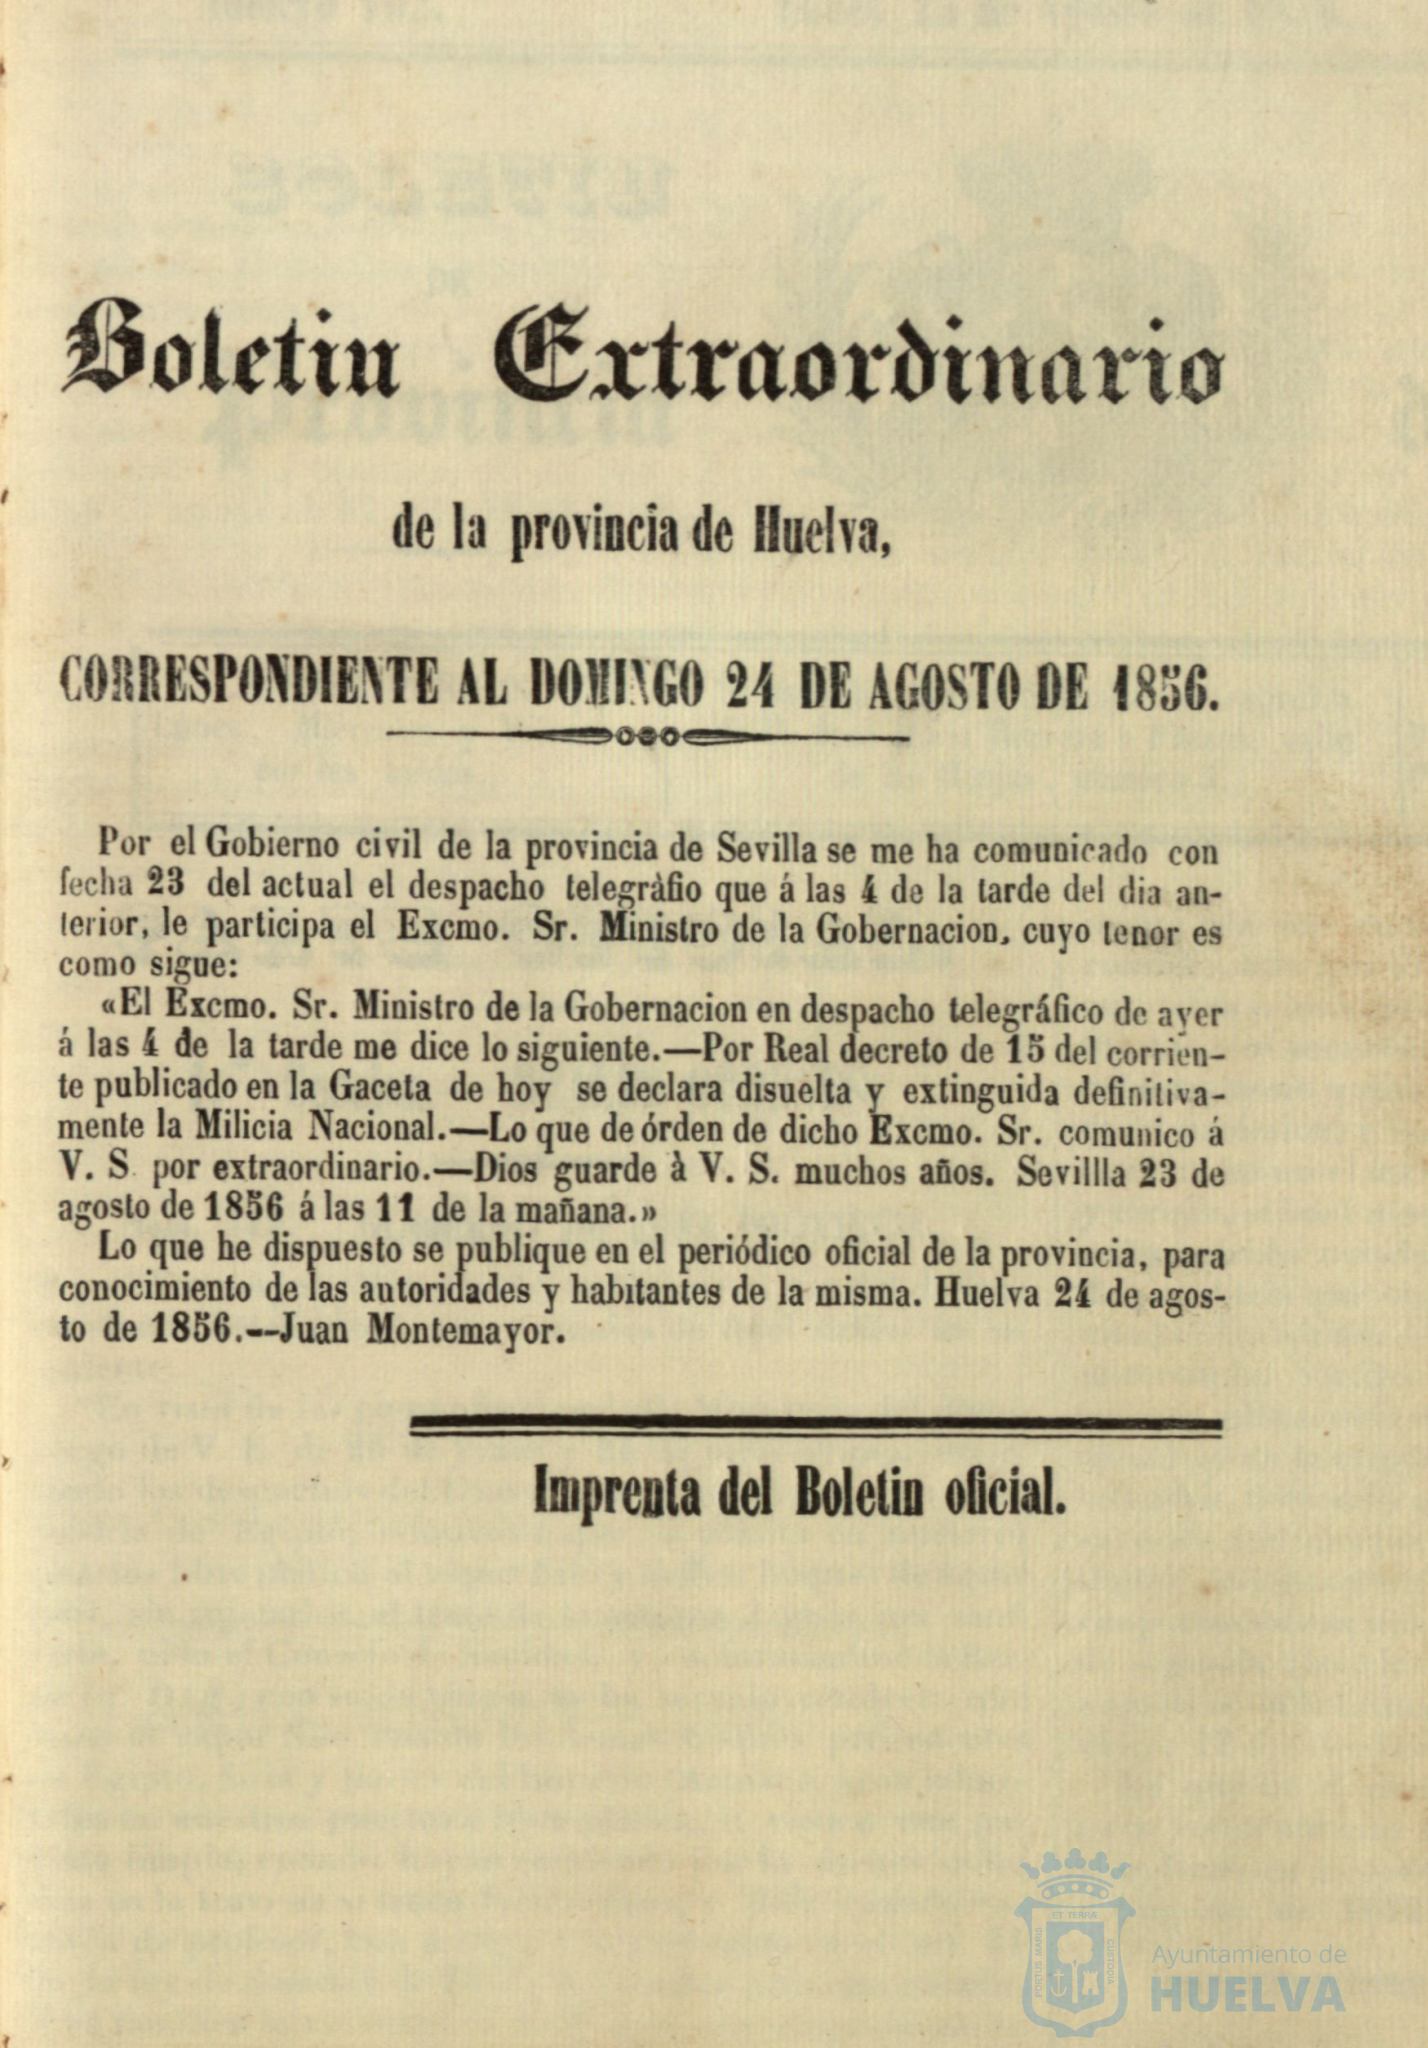 Boletin Extraordinario
de la provincia de Huelva,
CORRESPONDIENTE AL DOMINGO 24 DE AGOSTO DE 1856.
Por el Gobierno civil de la provincia de Sevilla se me ha comunicado con
fecha 23 del actual el despacho telegràfio que á las 4 de la tarde del dia an-
terior, le participa el Excmo. Sr. Ministro de la Gobernacion, cuyo tenor es
como sigue:
«El Excmo. Sr. Ministro de la Gobernacion en despacho telegráfico de ayer
á las 4 de la tarde me dice lo siguiente.—Por Real decreto de 15 del corrien-
te publicado en la Gaceta de hoy se declara disuelta y extinguida definitiva-
mente la Milicia Nacional.—Lo que de órden de dicho Excmo. Sr. comunico á
V. S por extraordinario.—Dios guarde à V. S. muchos años. Sevillla 23 de
agosto de 1856 á las 11 de la mañana.»
Lo que he dispuesto se publique en el periódico oficial de la provincia, para
conocimiento de las autoridades y habitantes de la misma. Huelva 24 de agos-
to de 1856.--Juan Montemayor.
Imprenta del Boletin oficial.
ET TERRÆ
PORTUS MARIS
CUSTODIA
Ayuntamiento de
HUELVA